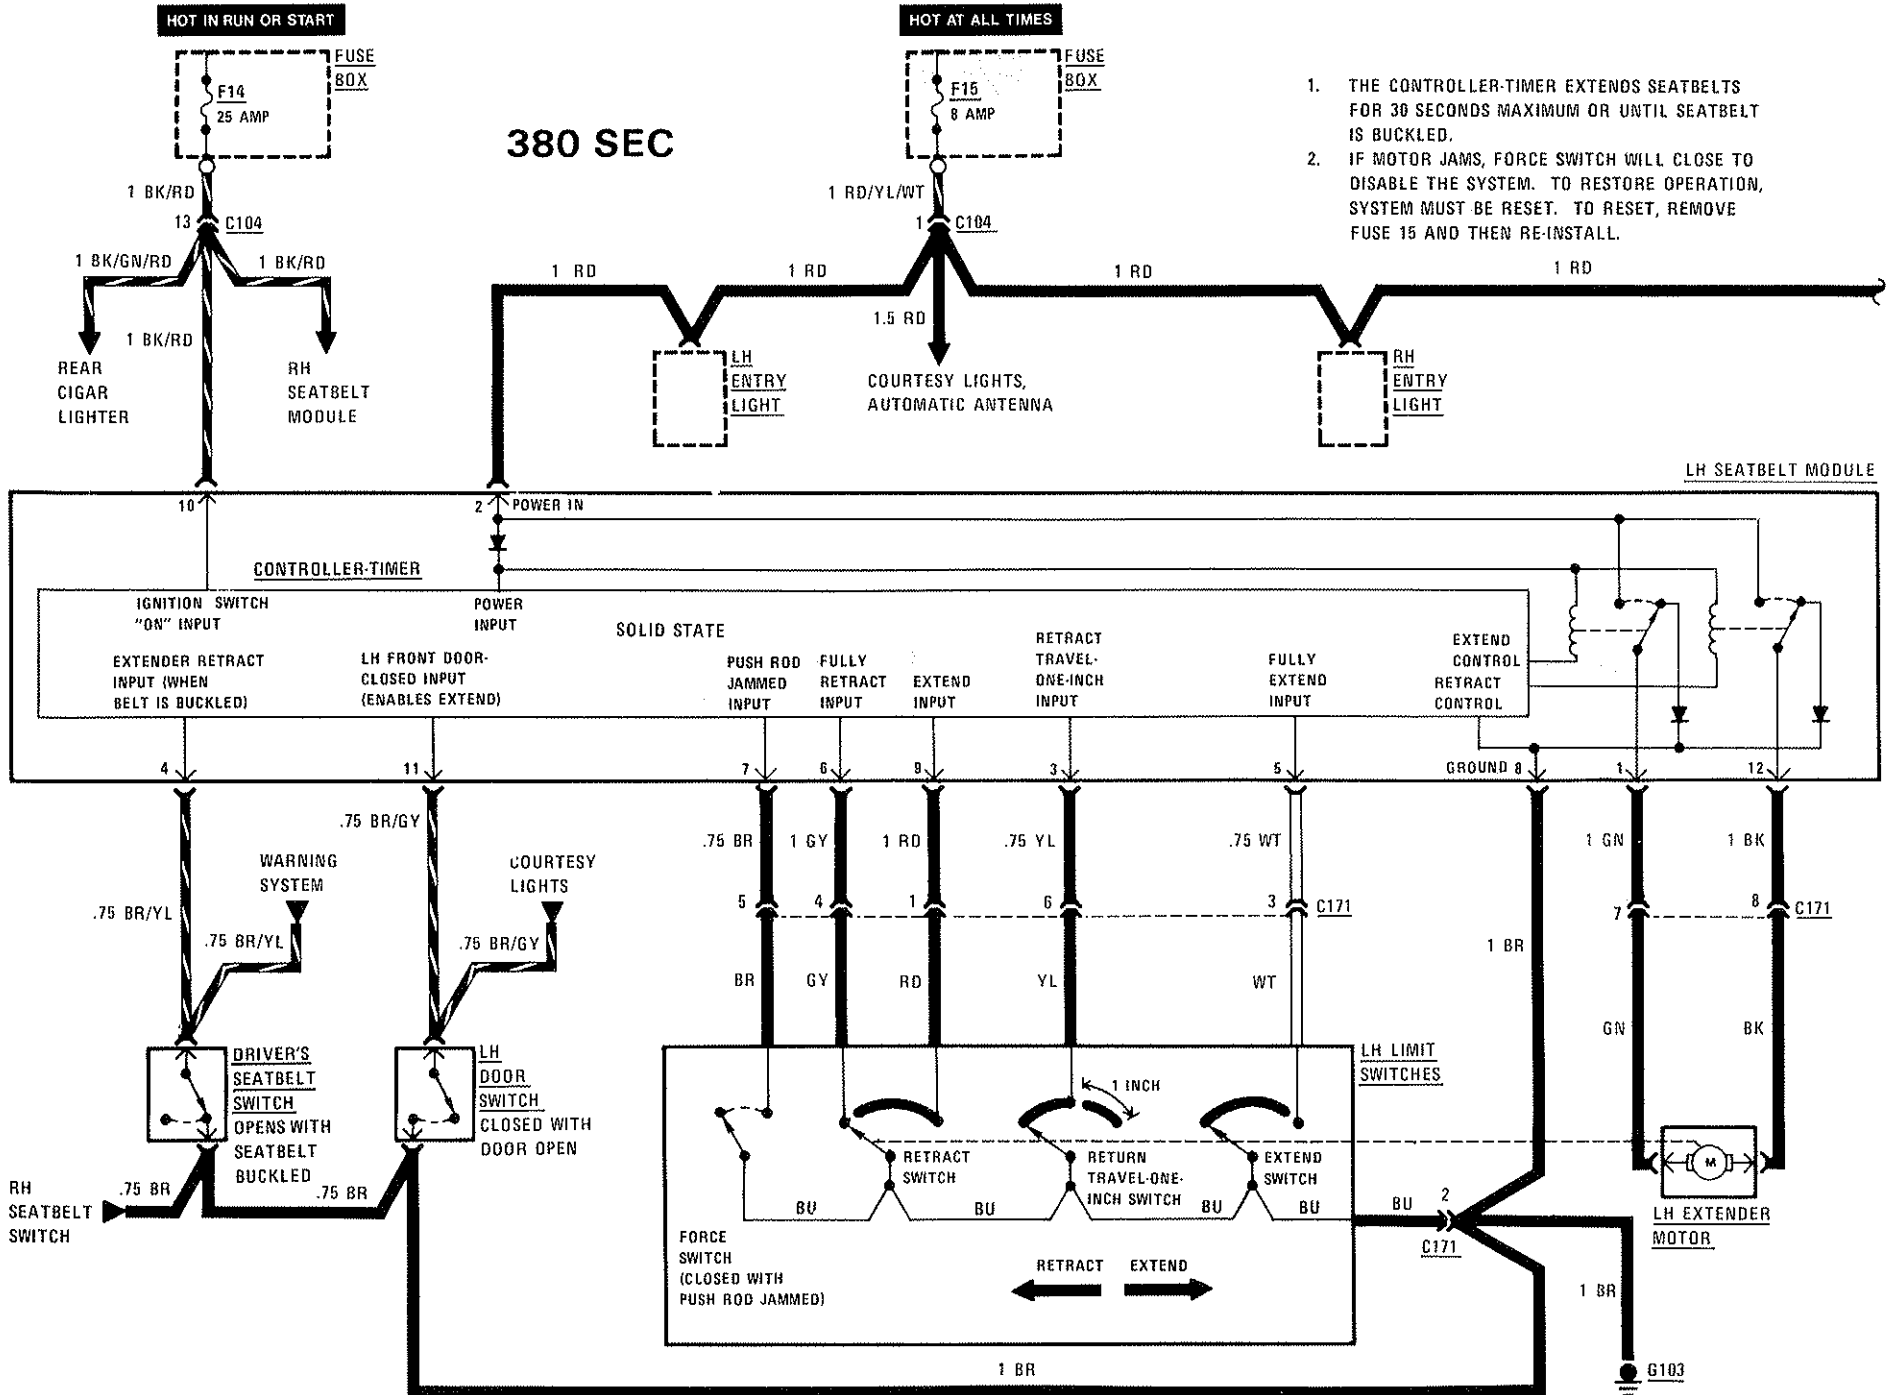 HOT IN RUN OR START
HOT AT ALL TIMES
FUSE
BOX
F14
25 AMP
FUSE
BOX
F15
8 AMP
380 SEC
1. THE CONTROLLER-TIMER EXTENDS SEATBELTS
FOR 30 SECONDS MAXIMUM OR UNTIL SEATBELT
IS BUCKLED.
2. IF MOTOR JAMS, FORCE SWITCH WILL CLOSE TO
DISABLE THE SYSTEM. TO RESTORE OPERATION,
SYSTEM MUST BE RESET. TO RESET, REMOVE
FUSE 15 AND THEN RE-INSTALL.
1 BK/RD
13
C104
1 RD/YL/WT
1
C104
1 BK/GN/RD
1 BK/RD
1 RD
1 RD
1 RD
1 RD
1 BK/RD
1.5 RD
REAR
CIGAR
LIGHTER
RH
SEATBELT
MODULE
LH
ENTRY
LIGHT
COURTESY LIGHTS,
AUTOMATIC ANTENNA
RH
ENTRY
LIGHT
LH SEATBELT MODULE
10
2
POWER IN
CONTROLLER-TIMER
IGNITION SWITCH
"ON" INPUT
POWER
INPUT
SOLID STATE
EXTENDER RETRACT
INPUT (WHEN
BELT IS BUCKLED)
LH FRONT DOOR-
CLOSED INPUT
(ENABLES EXTEND)
PUSH ROD
JAMMED
INPUT
FULLY
RETRACT
INPUT
EXTEND
INPUT
RETRACT
TRAVEL-
ONE-INCH
INPUT
FULLY
EXTEND
INPUT
EXTEND
CONTROL
RETRACT
CONTROL
4
11
7
6
9
3
5
GROUND 8
1
12
.75 BR/GY
.75 BR
1 GY
1 RD
.75 YL
.75 WT
1 GN
1 BK
WARNING
SYSTEM
COURTESY
LIGHTS
.75 BR/YL
.75 BR/YL
.75 BR/GY
5
4
1
6
3
C171
7
8
C171
1 BR
BR
GY
RD
YL
WT
GN
BK
DRIVER'S
SEATBELT
SWITCH
OPENS WITH
SEATBELT
BUCKLED
LH
DOOR
SWITCH
CLOSED WITH
DOOR OPEN
LH LIMIT
SWITCHES
1 INCH
RETRACT
SWITCH
RETURN
TRAVEL-ONE-
INCH SWITCH
EXTEND
SWITCH
M
RH
SEATBELT
SWITCH
.75 BR
.75 BR
BU
BU
BU
BU
BU
2
C171
LH EXTENDER
MOTOR
FORCE
SWITCH
(CLOSED WITH
PUSH ROD JAMMED)
RETRACT
EXTEND
1 BR
1 BR
G103